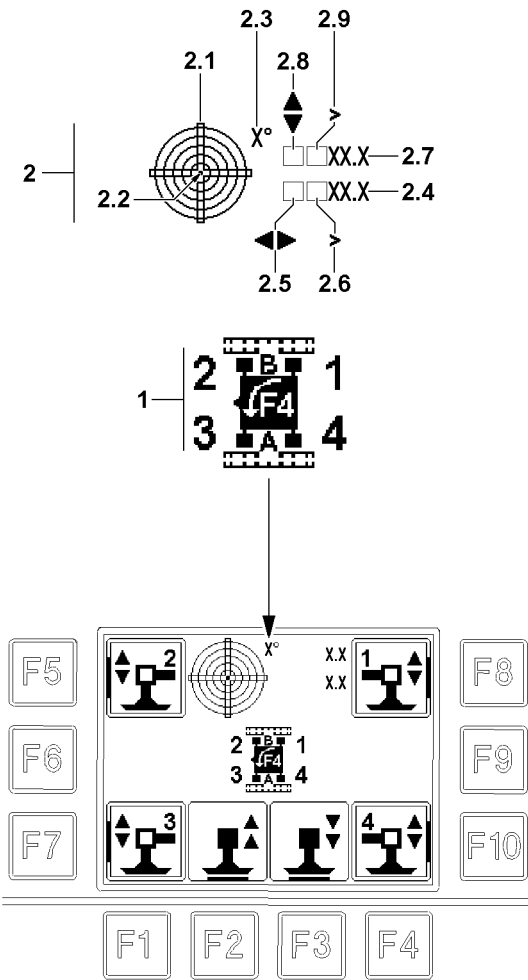 2.3 2.9
2.1 2.8
X° >
XX.X 2.7
2
XX.X 2.4
2.2
>
2.5 2.6
2 B 1
1 F4
3 A 4
X°
F5 2 X.X 1 F8
X.X
2 B 1
F6 F4 F9
3 A 4
F7 3 4 F10
F1 F2 F3 F4